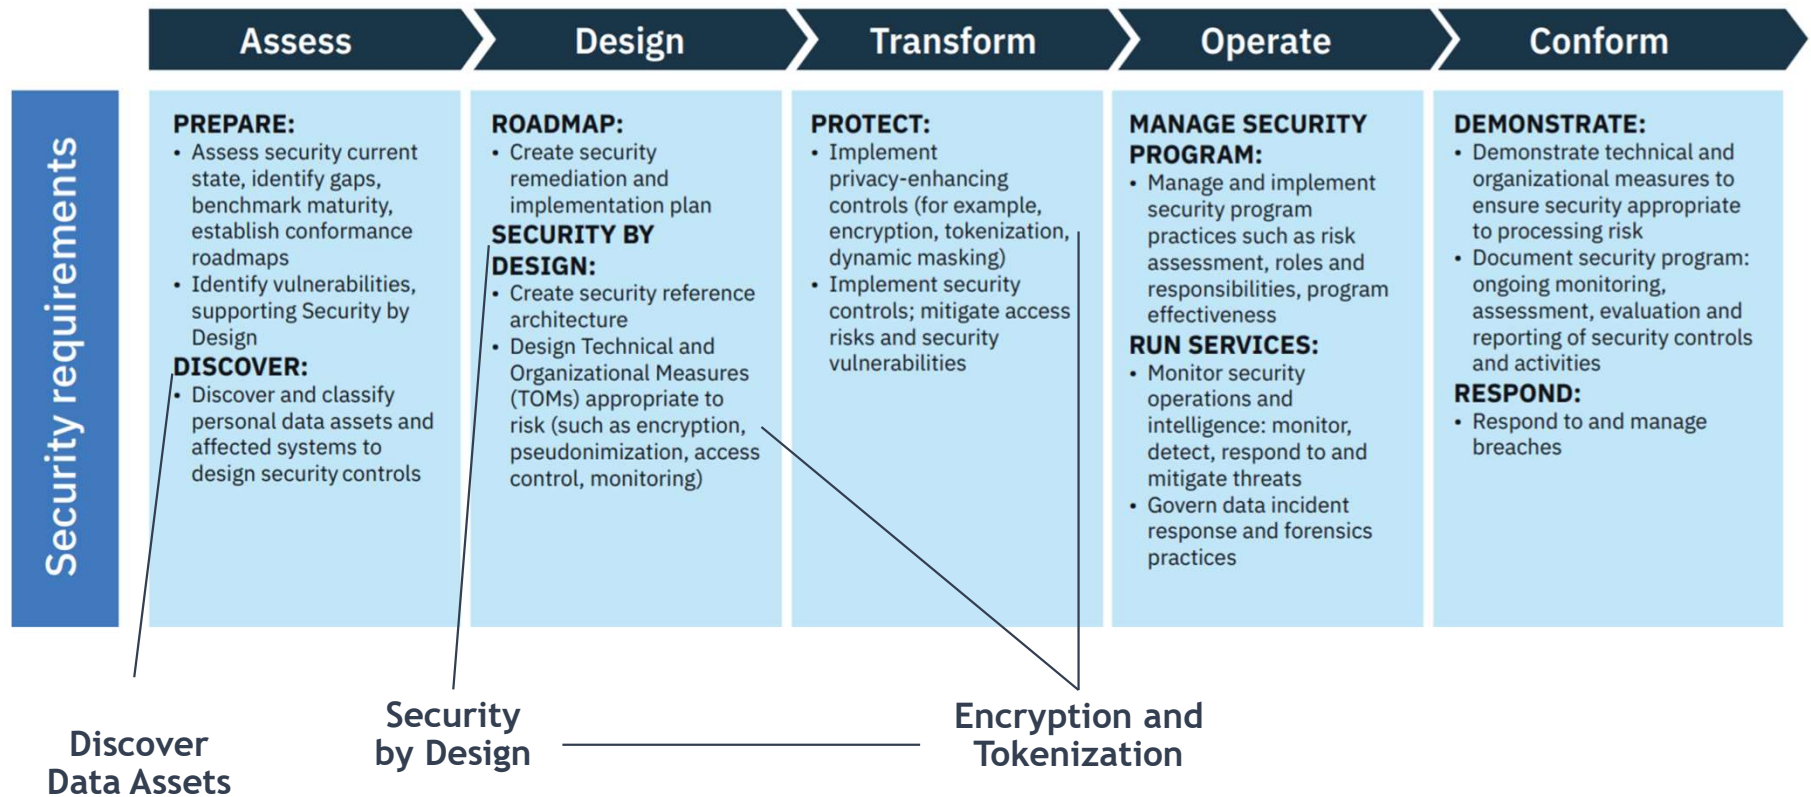 Assess
Design
Transform
Operate
Conform
Security requirements
PREPARE:
• Assess security current
state, identify gaps,
benchmark maturity,
establish conformance
roadmaps
• Identify vulnerabilities,
supporting Security by
Design
DISCOVER:
• Discover and classify
personal data assets and
affected systems to
design security controls
ROADMAP:
• Create security
remediation and
implementation plan
SECURITY BY
DESIGN:
• Create security reference
architecture
• Design Technical and
Organizational Measures
(TOMs) appropriate to
risk (such as encryption,
pseudonimization, access
control, monitoring)
PROTECT:
• Implement
privacy-enhancing
controls (for example,
encryption, tokenization,
dynamic masking)
• Implement security
controls; mitigate access
risks and security
vulnerabilities
MANAGE SECURITY
PROGRAM:
• Manage and implement
security program
practices such as risk
assessment, roles and
responsibilities, program
effectiveness
RUN SERVICES:
• Monitor security
operations and
intelligence: monitor,
detect, respond to and
mitigate threats
• Govern data incident
response and forensics
practices
DEMONSTRATE:
• Demonstrate technical and
organizational measures to
ensure security appropriate
to processing risk
• Document security program:
ongoing monitoring,
assessment, evaluation and
reporting of security controls
and activities
RESPOND:
• Respond to and manage
breaches
Discover
Data Assets
Security
by Design
Encryption and
Tokenization